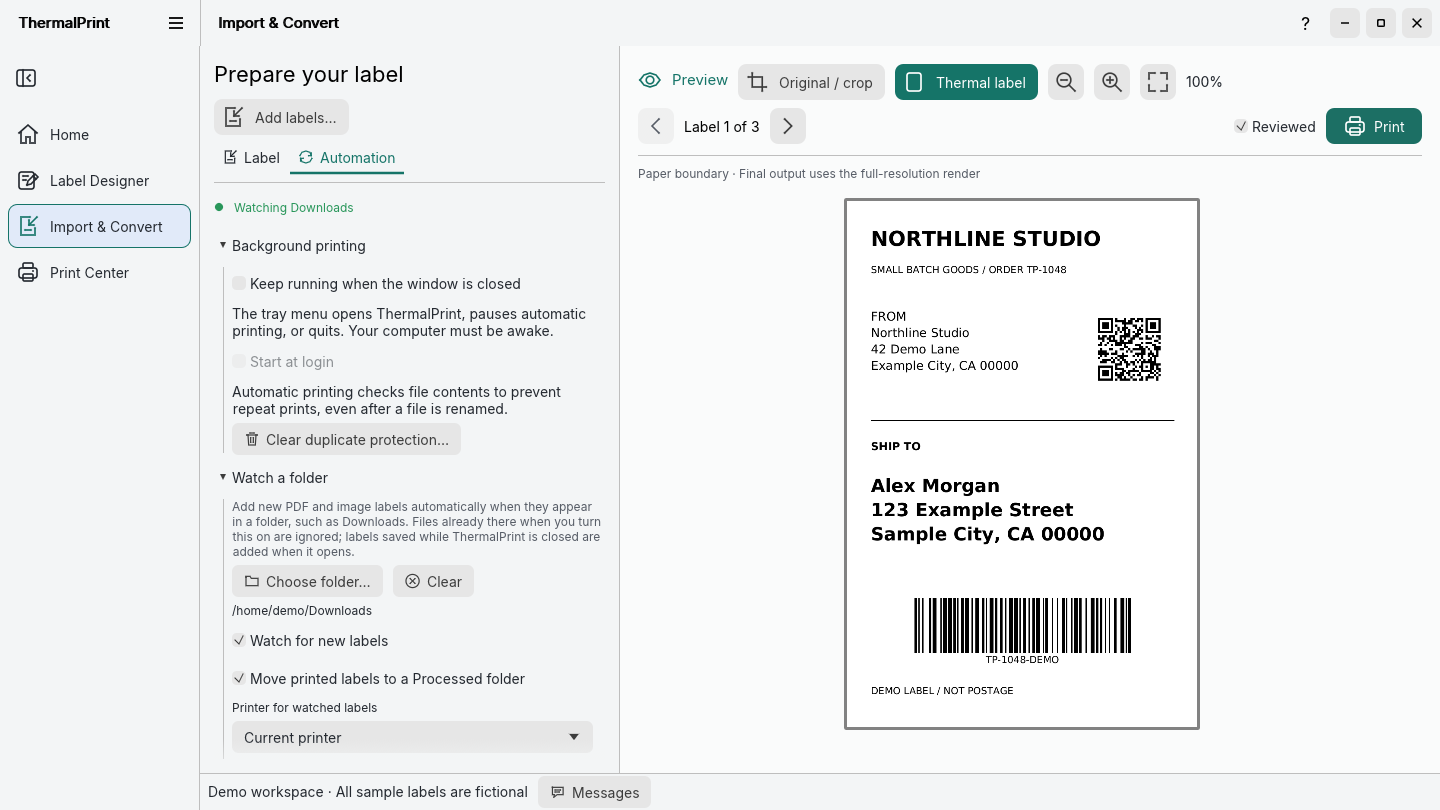 ThermalPrint
Import & Convert
?
Home
Label Designer
Import & Convert
Print Center
Prepare your label
Add labels...
Label
Automation
Watching Downloads
Background printing
Keep running when the window is closed
The tray menu opens ThermalPrint, pauses automatic
printing, or quits. Your computer must be awake.
Start at login
Automatic printing checks file contents to prevent
repeat prints, even after a file is renamed.
Clear duplicate protection...
Watch a folder
Add new PDF and image labels automatically when they appear
in a folder, such as Downloads. Files already there when you turn
this on are ignored; labels saved while ThermalPrint is closed are
added when it opens.
Choose folder...
Clear
/home/demo/Downloads
Watch for new labels
Move printed labels to a Processed folder
Printer for watched labels
Current printer
Preview
Original / crop
Thermal label
100%
Label 1 of 3
Reviewed
Print
Paper boundary · Final output uses the full-resolution render
NORTHLINE STUDIO
SMALL BATCH GOODS / ORDER TP-1048
FROM
Northline Studio
42 Demo Lane
Example City, CA 00000
SHIP TO
Alex Morgan
123 Example Street
Sample City, CA 00000
TP-1048-DEMO
DEMO LABEL / NOT POSTAGE
Demo workspace · All sample labels are fictional
Messages